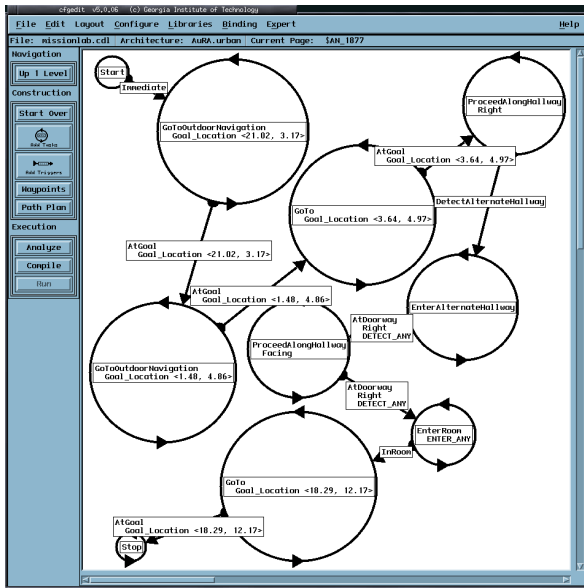 cfgedit v5.0.06 (c) Georgia Institute of Technology
File Edit Layout Configure Libraries Binding Expert Help
File: missionlab.cdl Architecture: AuRA.urban Current Page: $AN_1877
Navigation
Up 1 Level
Construction
Start Over
Add Tasks
Add Triggers
Waypoints
Path Plan
Execution
Analyze
Compile
Run
Start
Immediate
GoToOutdoorNavigation
Goal_Location <21.02, 3.17>
ProceedAlongHallway
Right
AtGoal
Goal_Location <3.64, 4.97>
DetectAlternateHallway
GoTo
Goal_Location <3.64, 4.97>
AtGoal
Goal_Location <21.02, 3.17>
AtGoal
Goal_Location <1.48, 4.86>
EnterAlternateHallway
AtDoorway
Right
DETECT_ANY
ProceedAlongHallway
Facing
GoToOutdoorNavigation
Goal_Location <1.48, 4.86>
AtDoorway
Right
DETECT_ANY
EnterRoom
ENTER_ANY
InRoom
GoTo
Goal_Location <18.29, 12.17>
AtGoal
Goal_Location <18.29, 12.17>
Stop